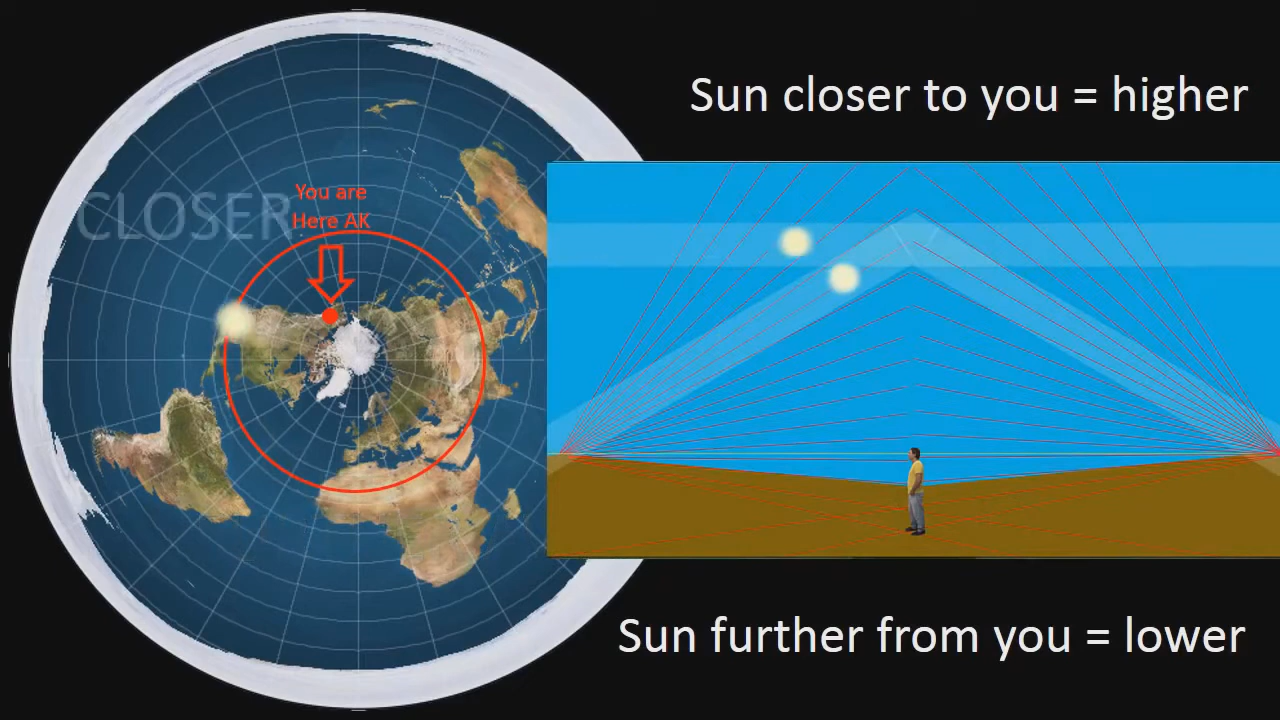 Sun closer to you = higher
CLOSER
You are
Here AK
Sun further from you = lower